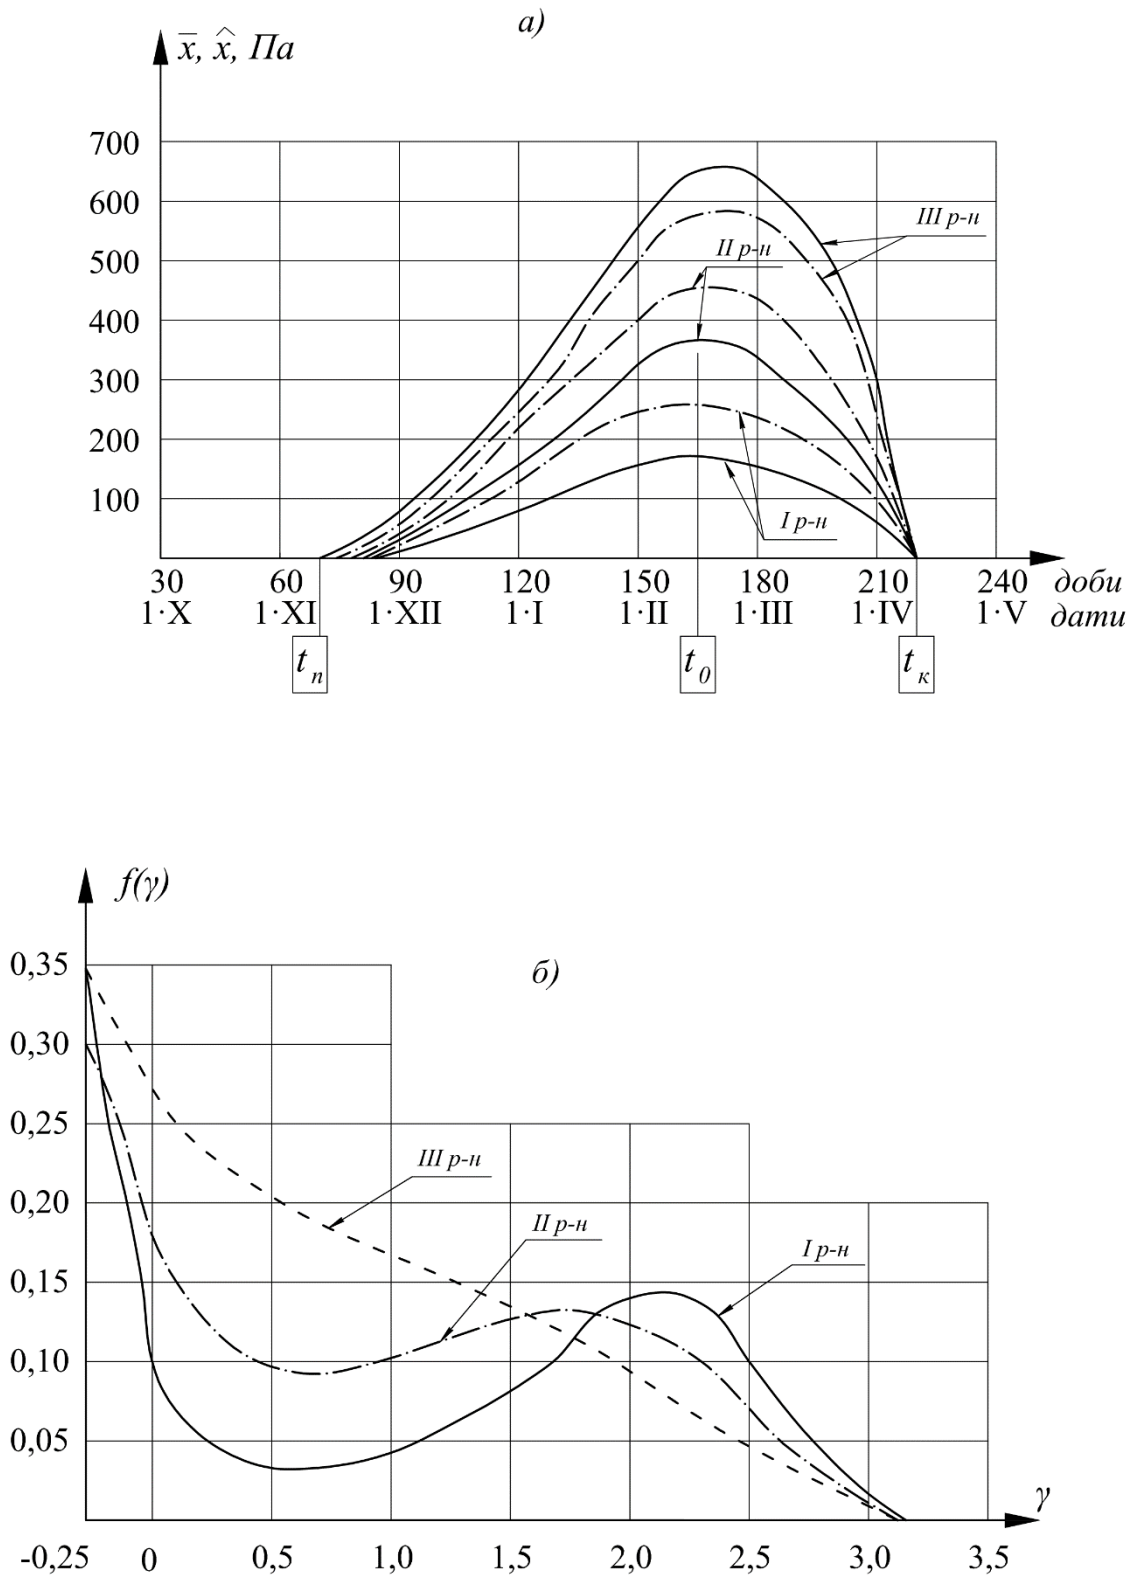 а)
x̅, x̂, Па
700
600
500
400
300
200
100
III р-н
II р-н
I р-н
30 60 90 120 150 180 210 240 доби
1·X 1·XI 1·XII 1·I 1·II 1·III 1·IV 1·V дати
tп t0 tк
f(γ)
б)
0,35
0,30
0,25
0,20
0,15
0,10
0,05
III р-н
II р-н
I р-н
γ
-0,25 0 0,5 1,0 1,5 2,0 2,5 3,0 3,5